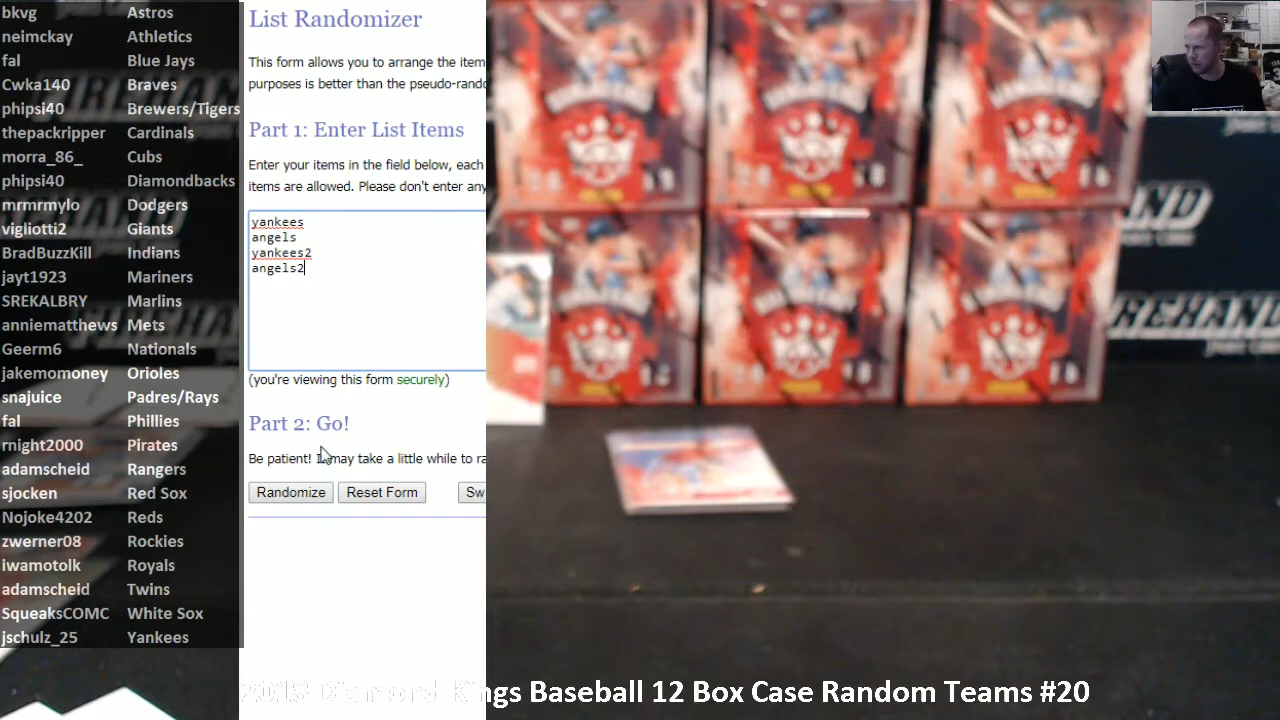 bkvg Astros
neimckay Athletics
fal Blue Jays
Cwka140 Braves
phipsi40 Brewers/Tigers
thepackripper Cardinals
morra_86_ Cubs
phipsi40 Diamondbacks
mrmrmylo Dodgers
vigliotti2 Giants
BradBuzzKill Indians
jayt1923 Mariners
SREKALBRY Marlins
anniematthews Mets
Geerm6 Nationals
jakemomoney Orioles
snajuice Padres/Rays
fal Phillies
rnight2000 Pirates
adamscheid Rangers
sjocken Red Sox
Nojoke4202 Reds
zwerner08 Rockies
iwamotolk Royals
adamscheid Twins
SqueaksCOMC White Sox
jschulz_25 Yankees
List Randomizer
This form allows you to arrange the item
purposes is better than the pseudo-rando
Part 1: Enter List Items
Enter your items in the field below, each
items are allowed. Please don't enter any
yankees
angels
yankees2
angels2
(you're viewing this form securely)
Part 2: Go!
Be patient! It may take a little while to ra
Randomize Reset Form Sw
2018 Diamond Kings Baseball 12 Box Case Random Teams #20